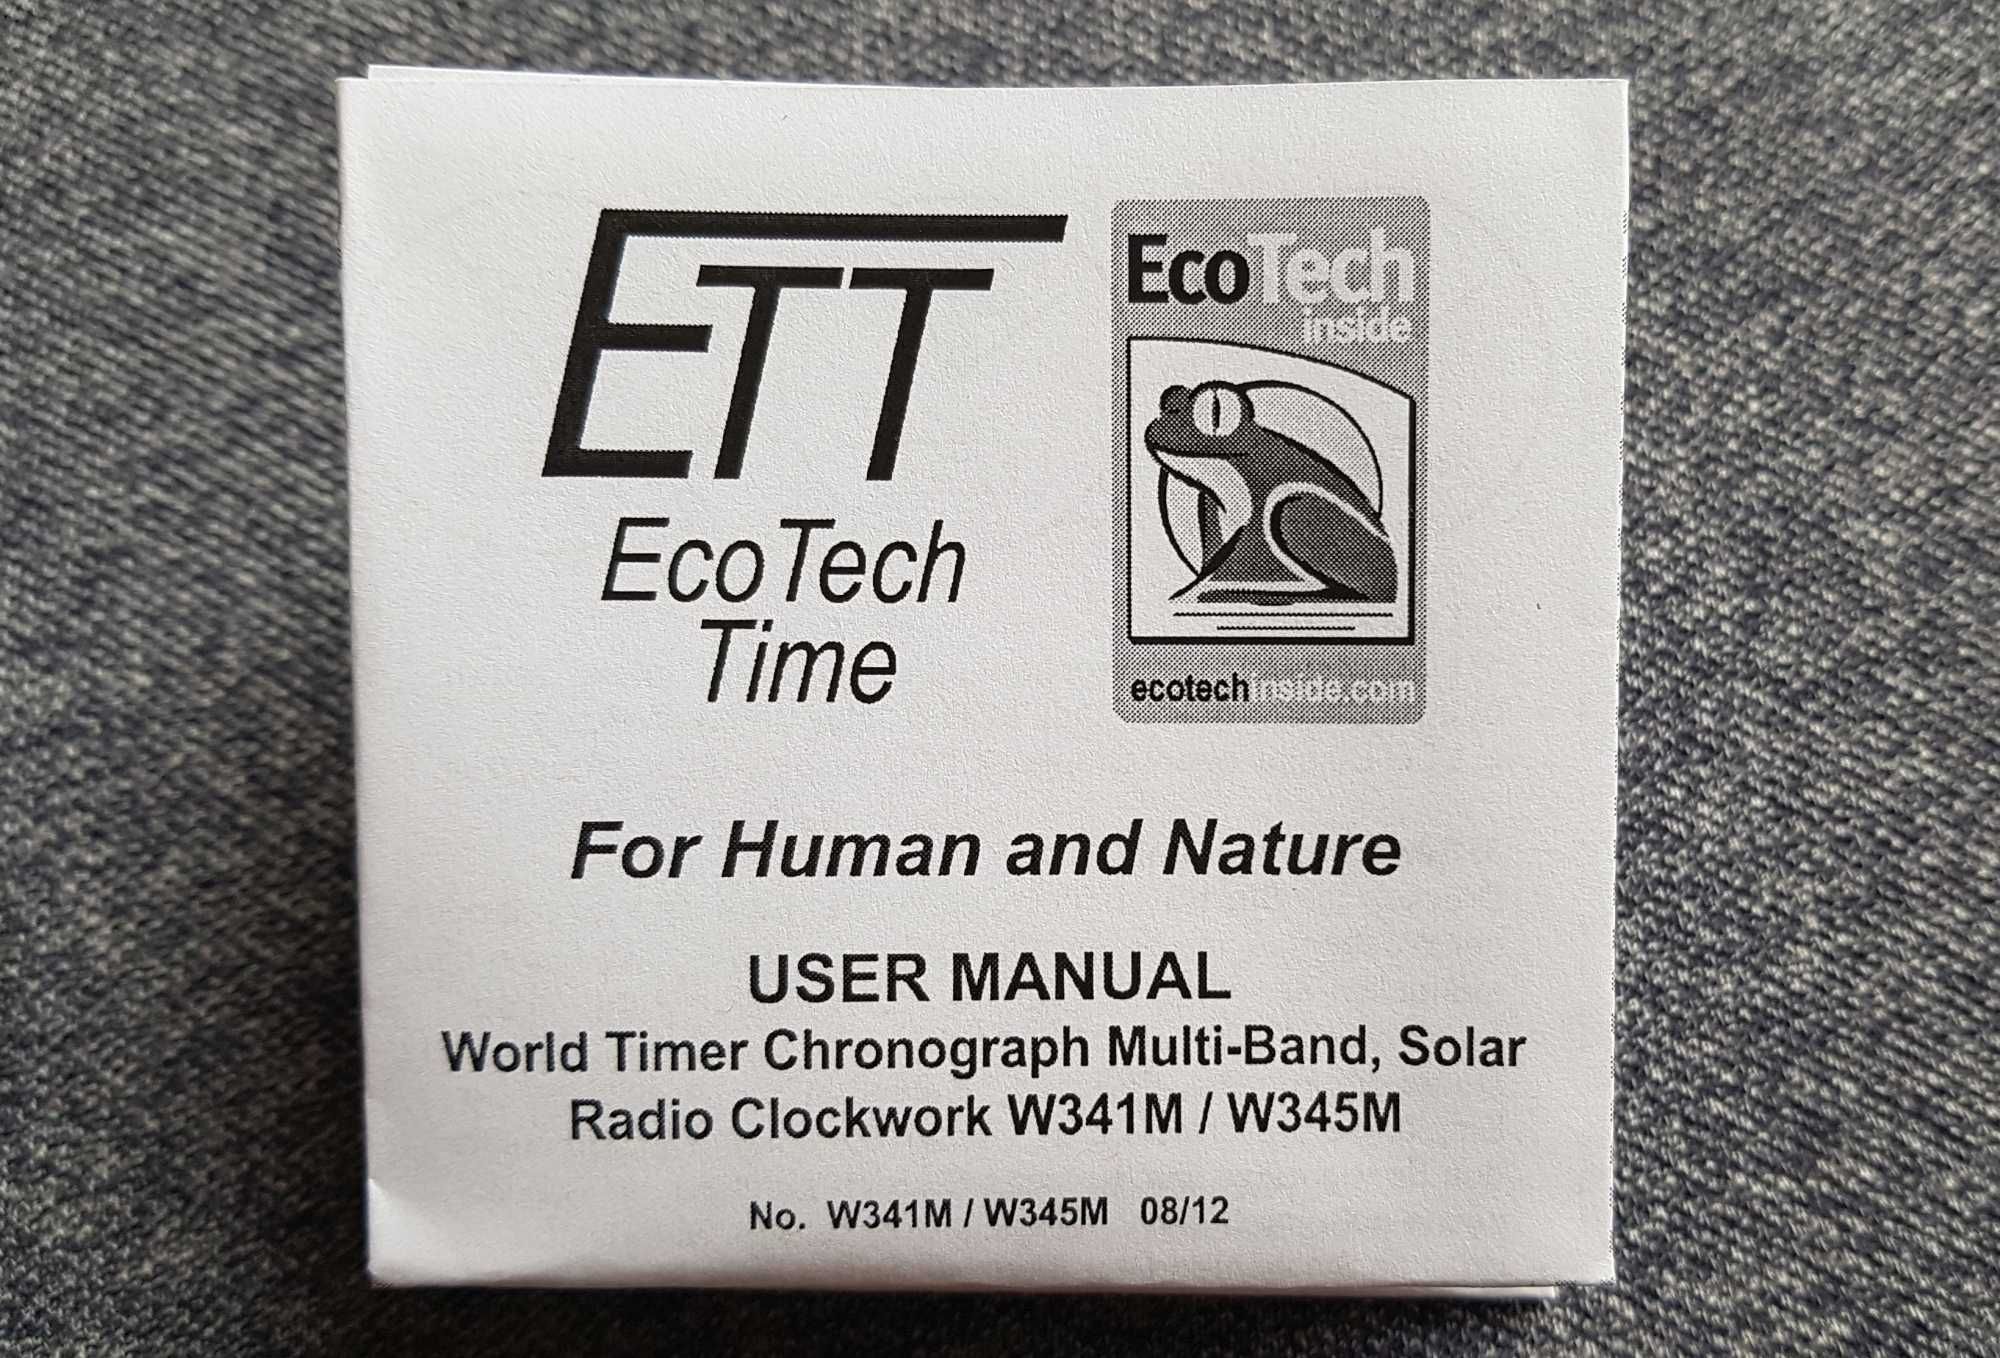 ETT
EcoTech
Time
EcoTech
inside
ecotechinside.com
For Human and Nature
USER MANUAL
World Timer Chronograph Multi-Band, Solar
Radio Clockwork W341M / W345M
No. W341M / W345M 08/12